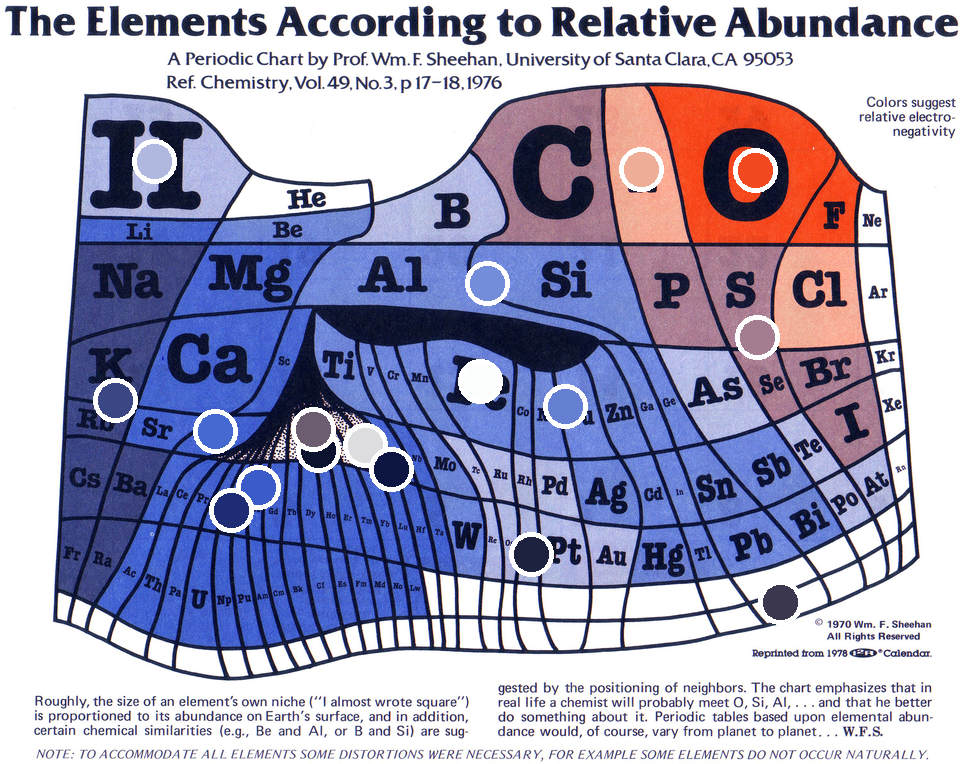 The Elements According to Relative Abundance
A Periodic Chart by Prof. Wm. F. Sheehan, University of Santa Clara, CA 95053
Ref. Chemistry, Vol. 49, No. 3, p 17–18, 1976
Colors suggest
relative electro-
negativity
H C O
He B F Ne
Li Be
Na Mg Al Si P S Cl Ar
K Ca Sc Ti V Cr Mn Co Zn Ga Ge As Se Br Kr
Rb Sr Nb Mo Tc Ru Rh Pd Ag Cd In Sn Sb Te I Xe
Cs Ba La Ce Pr Gd Tb Dy Ho Er Tm Yb Lu Hf Ta W Re Pt Au Hg Tl Pb Bi Po At Rn
Fr Ra Ac Th Pa U Np Pu Am Cm Bk Cf Es Fm Md No Lw
© 1970 Wm. F. Sheehan
All Rights Reserved
Reprinted from 1978 ® Calendar.
Roughly, the size of an element's own niche ("I almost wrote square")
is proportioned to its abundance on Earth's surface, and in addition,
certain chemical similarities (e.g., Be and Al, or B and Si) are sug-
gested by the positioning of neighbors. The chart emphasizes that in
real life a chemist will probably meet O, Si, Al, . . . and that he better
do something about it. Periodic tables based upon elemental abun-
dance would, of course, vary from planet to planet. . . W.F.S.
NOTE: TO ACCOMMODATE ALL ELEMENTS SOME DISTORTIONS WERE NECESSARY, FOR EXAMPLE SOME ELEMENTS DO NOT OCCUR NATURALLY.